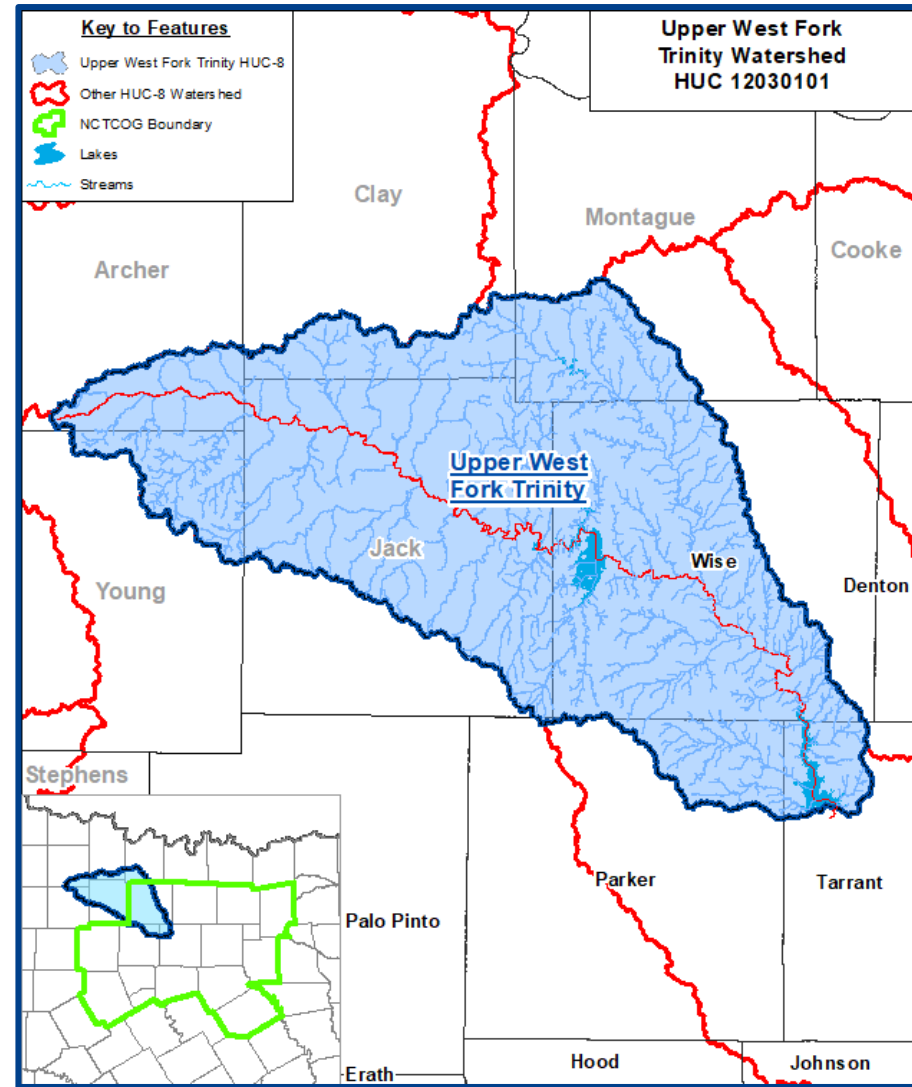 Key to Features
Upper West Fork Trinity HUC-8
Other HUC-8 Watershed
NCTCOG Boundary
Lakes
Streams
Upper West Fork
Trinity Watershed
HUC 12030101
Clay
Montague
Cooke
Archer
Upper West
Fork Trinity
Jack
Wise
Young
Denton
Stephens
Parker
Tarrant
Palo Pinto
Hood
Johnson
Erath